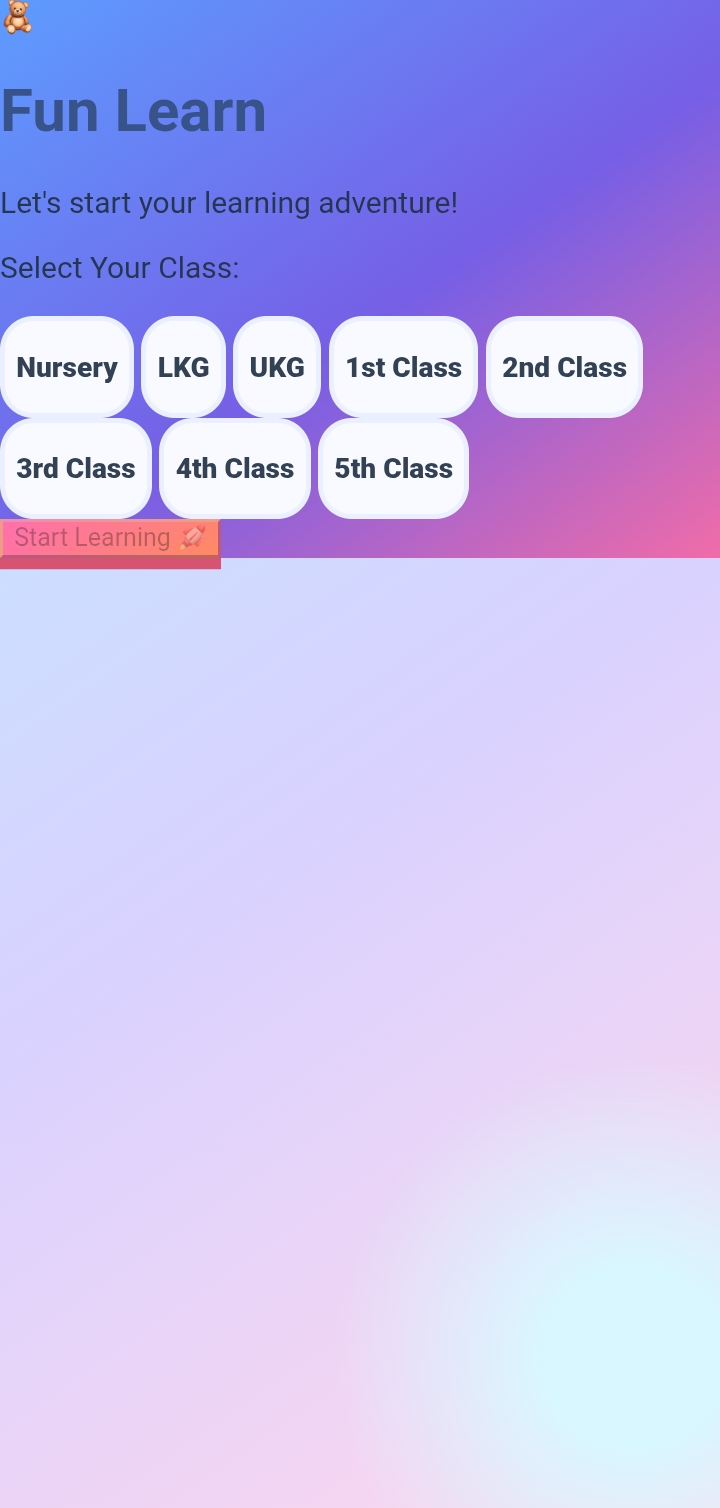 Fun Learn
Let's start your learning adventure!
Select Your Class:
Nursery LKG UKG 1st Class 2nd Class
3rd Class 4th Class 5th Class
Start Learning